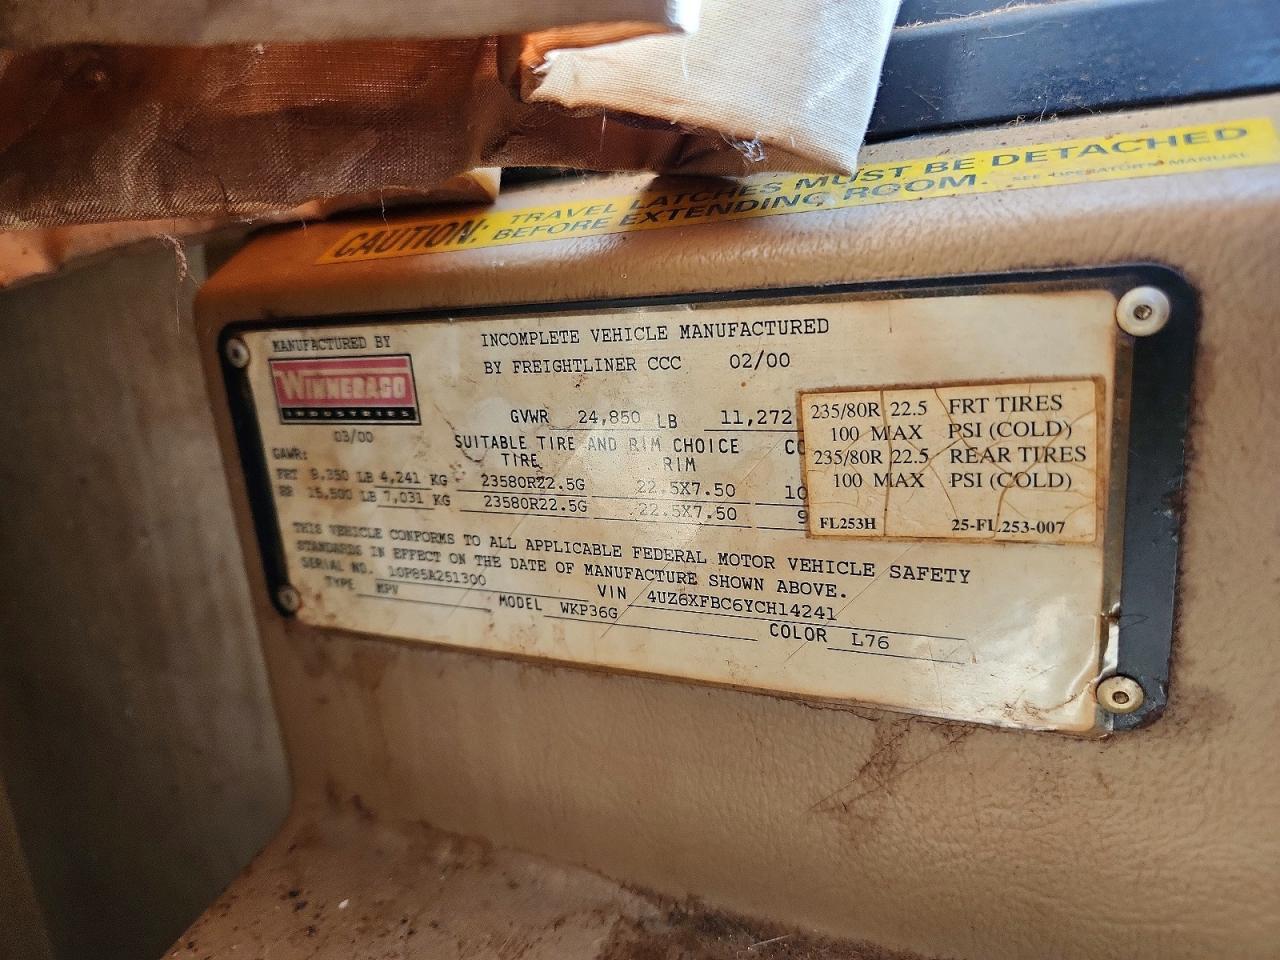 CAUTION: TRAVEL LATCHES MUST BE DETACHED
BEFORE EXTENDING ROOM. SEE OPERATOR'S MANUAL
MANUFACTURED BY
WINNEBAGO
INDUSTRIES
03/00
INCOMPLETE VEHICLE MANUFACTURED
BY FREIGHTLINER CCC 02/00
GVWR 24,850 LB 11,272
GAWR:
SUITABLE TIRE AND RIM CHOICE
TIRE RIM
FRT 9,350 LB 4,241 KG 23580R22.5G 22.5X7.50 10
RR 15,500 LB 7,031 KG 23580R22.5G 22.5X7.50 9
235/80R 22.5 FRT TIRES
100 MAX PSI (COLD)
235/80R 22.5 REAR TIRES
100 MAX PSI (COLD)
FL253H 25-FL253-007
THIS VEHICLE CONFORMS TO ALL APPLICABLE FEDERAL MOTOR VEHICLE SAFETY
STANDARDS IN EFFECT ON THE DATE OF MANUFACTURE SHOWN ABOVE.
SERIAL NO. 10P85A251300 VIN 4UZ6XFBC6YCH14241
TYPE MPV MODEL WKP36G COLOR L76